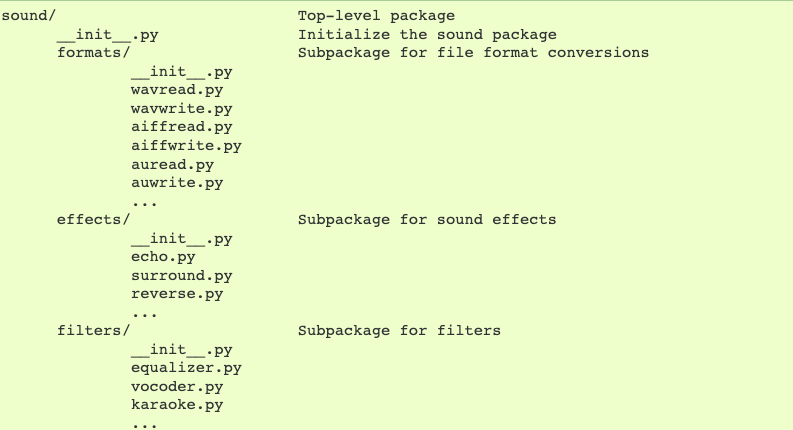 sound/                          Top-level package
      __init__.py               Initialize the sound package
      formats/                  Subpackage for file format conversions
              __init__.py
              wavread.py
              wavwrite.py
              aiffread.py
              aiffwrite.py
              auread.py
              auwrite.py
              ...
      effects/                  Subpackage for sound effects
              __init__.py
              echo.py
              surround.py
              reverse.py
              ...
      filters/                  Subpackage for filters
              __init__.py
              equalizer.py
              vocoder.py
              karaoke.py
              ...